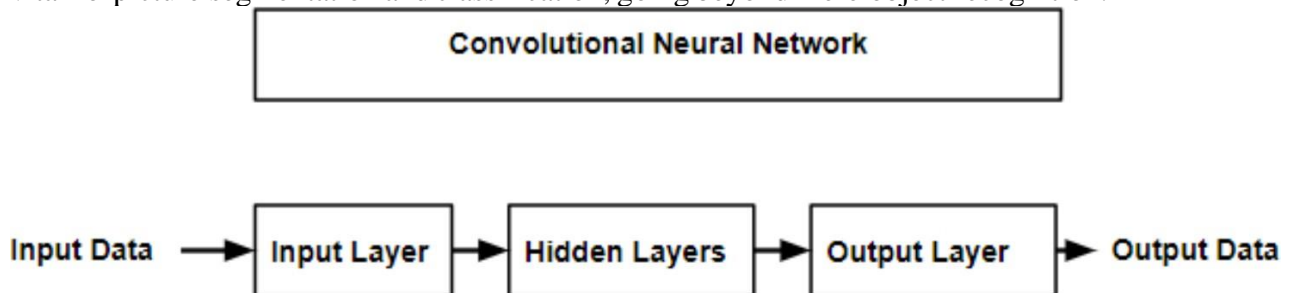 Convolutional Neural Network
Input Data Input Layer Hidden Layers Output Layer Output Data